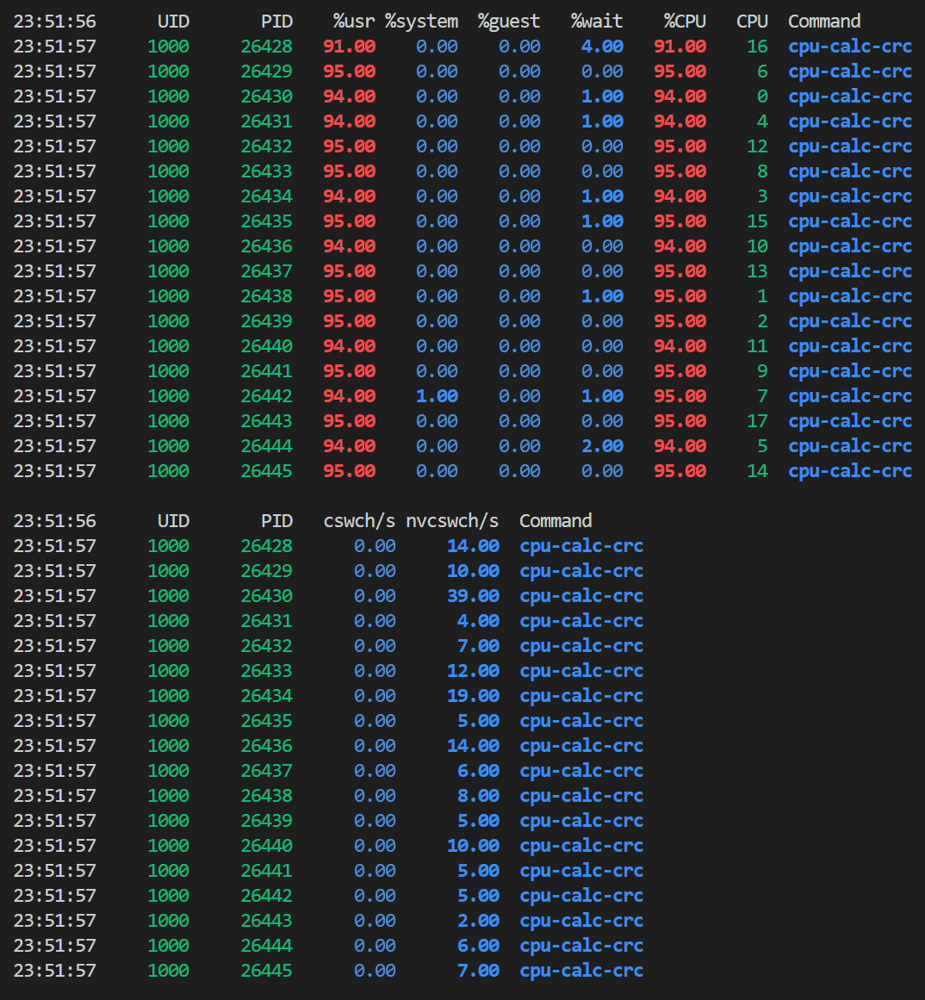 23:51:56 UID PID %usr %system %guest %wait %CPU CPU Command
23:51:57 1000 26428 91.00 0.00 0.00 4.00 91.00 16 cpu-calc-crc
23:51:57 1000 26429 95.00 0.00 0.00 0.00 95.00 6 cpu-calc-crc
23:51:57 1000 26430 94.00 0.00 0.00 1.00 94.00 0 cpu-calc-crc
23:51:57 1000 26431 94.00 0.00 0.00 1.00 94.00 4 cpu-calc-crc
23:51:57 1000 26432 95.00 0.00 0.00 0.00 95.00 12 cpu-calc-crc
23:51:57 1000 26433 95.00 0.00 0.00 0.00 95.00 8 cpu-calc-crc
23:51:57 1000 26434 94.00 0.00 0.00 1.00 94.00 3 cpu-calc-crc
23:51:57 1000 26435 95.00 0.00 0.00 1.00 95.00 15 cpu-calc-crc
23:51:57 1000 26436 94.00 0.00 0.00 0.00 94.00 10 cpu-calc-crc
23:51:57 1000 26437 95.00 0.00 0.00 0.00 95.00 13 cpu-calc-crc
23:51:57 1000 26438 95.00 0.00 0.00 1.00 95.00 1 cpu-calc-crc
23:51:57 1000 26439 95.00 0.00 0.00 0.00 95.00 2 cpu-calc-crc
23:51:57 1000 26440 94.00 0.00 0.00 0.00 94.00 11 cpu-calc-crc
23:51:57 1000 26441 95.00 0.00 0.00 0.00 95.00 9 cpu-calc-crc
23:51:57 1000 26442 94.00 1.00 0.00 1.00 95.00 7 cpu-calc-crc
23:51:57 1000 26443 95.00 0.00 0.00 0.00 95.00 17 cpu-calc-crc
23:51:57 1000 26444 94.00 0.00 0.00 2.00 94.00 5 cpu-calc-crc
23:51:57 1000 26445 95.00 0.00 0.00 0.00 95.00 14 cpu-calc-crc
23:51:56 UID PID cswch/s nvcswch/s Command
23:51:57 1000 26428 0.00 14.00 cpu-calc-crc
23:51:57 1000 26429 0.00 10.00 cpu-calc-crc
23:51:57 1000 26430 0.00 39.00 cpu-calc-crc
23:51:57 1000 26431 0.00 4.00 cpu-calc-crc
23:51:57 1000 26432 0.00 7.00 cpu-calc-crc
23:51:57 1000 26433 0.00 12.00 cpu-calc-crc
23:51:57 1000 26434 0.00 19.00 cpu-calc-crc
23:51:57 1000 26435 0.00 5.00 cpu-calc-crc
23:51:57 1000 26436 0.00 14.00 cpu-calc-crc
23:51:57 1000 26437 0.00 6.00 cpu-calc-crc
23:51:57 1000 26438 0.00 8.00 cpu-calc-crc
23:51:57 1000 26439 0.00 5.00 cpu-calc-crc
23:51:57 1000 26440 0.00 10.00 cpu-calc-crc
23:51:57 1000 26441 0.00 5.00 cpu-calc-crc
23:51:57 1000 26442 0.00 5.00 cpu-calc-crc
23:51:57 1000 26443 0.00 2.00 cpu-calc-crc
23:51:57 1000 26444 0.00 6.00 cpu-calc-crc
23:51:57 1000 26445 0.00 7.00 cpu-calc-crc